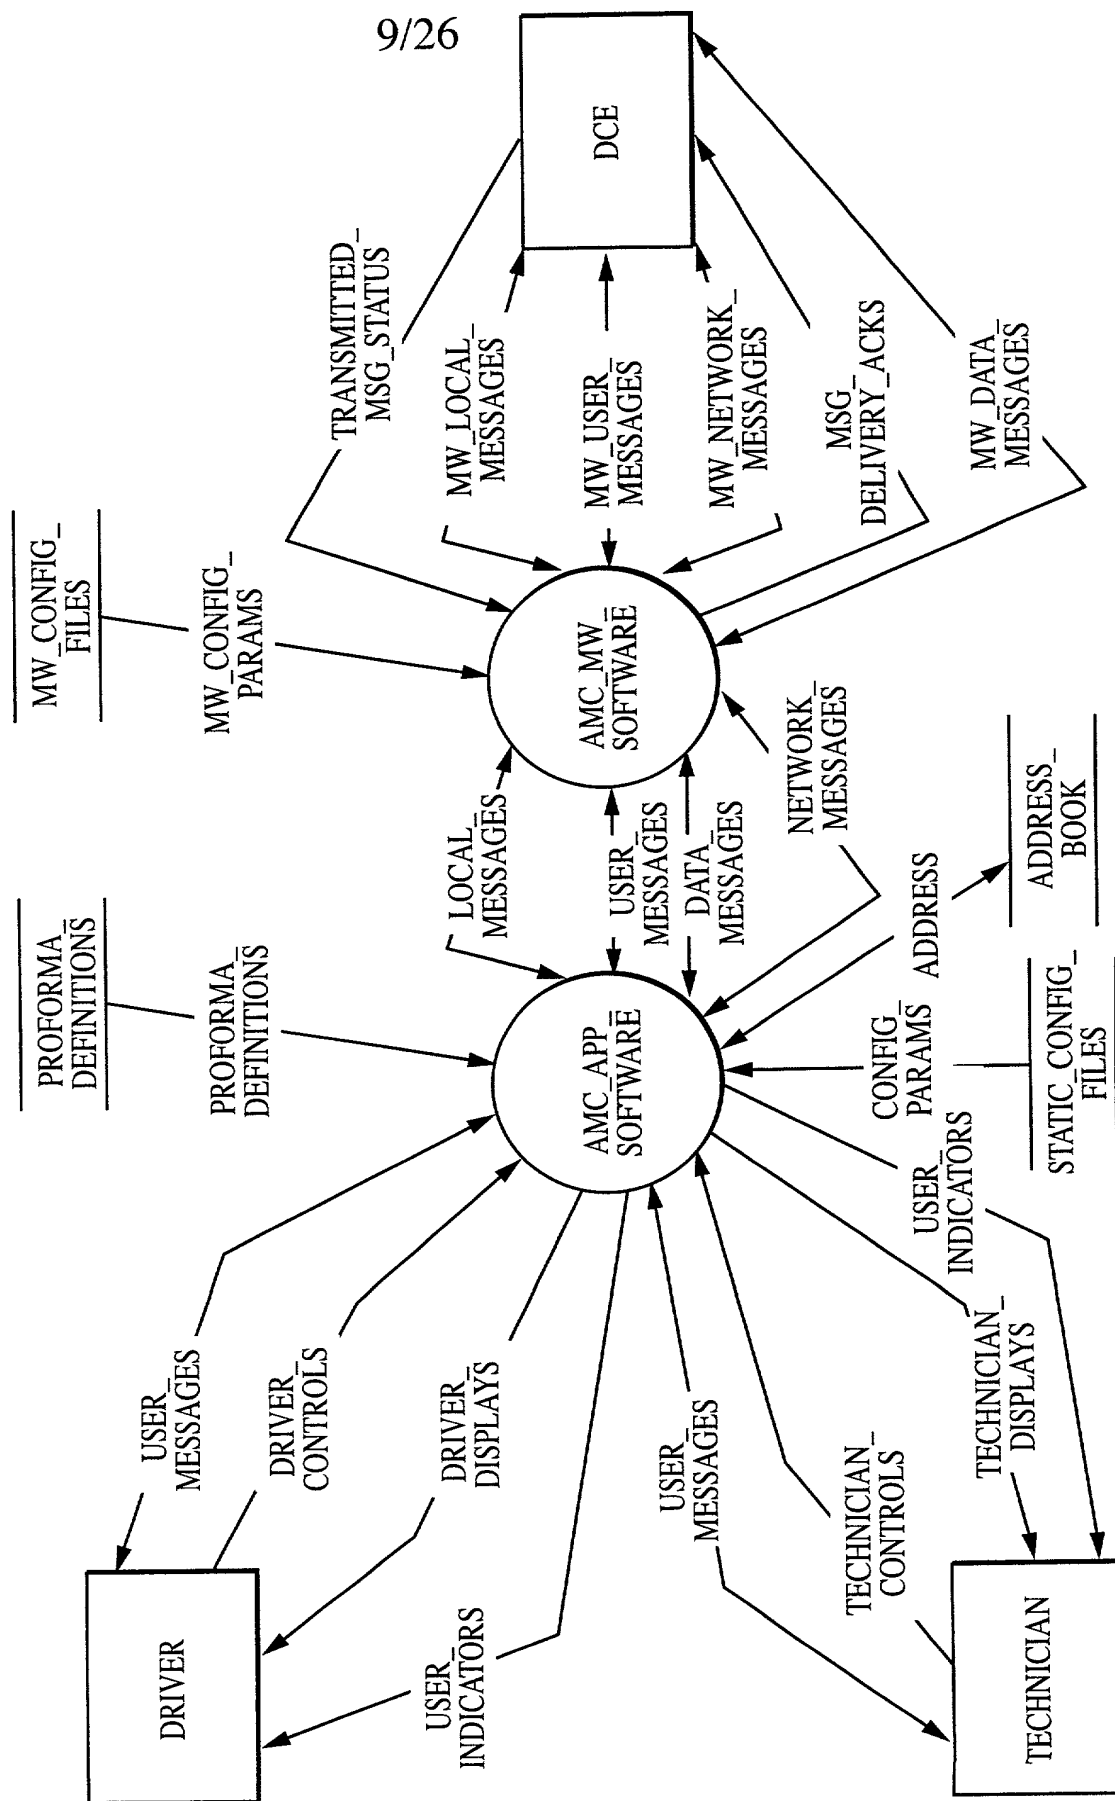 9/26
MW_CONFIG_
FILES
MW_CONFIG_
PARAMS
PROFORMA_
DEFINITIONS
PROFORMA_
DEFINITIONS
DRIVER
USER_
MESSAGES
DRIVER_
CONTROLS
DRIVER_
DISPLAYS
USER_
INDICATORS
AMC_APP_
SOFTWARE
LOCAL_
MESSAGES
USER_
MESSAGES
DATA_
MESSAGES
NETWORK_
MESSAGES
AMC_MW_
SOFTWARE
TRANSMITTED_
MSG_STATUS
MW_LOCAL_
MESSAGES
MW_USER_
MESSAGES
MW_NETWORK_
MESSAGES
MSG_
DELIVERY_ACKS
MW_DATA_
MESSAGES
DCE
USER_
MESSAGES
TECHNICIAN_
CONTROLS
TECHNICIAN_
DISPLAYS
USER_
INDICATORS
TECHNICIAN
CONFIG_
PARAMS
STATIC_CONFIG_
FILES
ADDRESS
ADDRESS_
BOOK